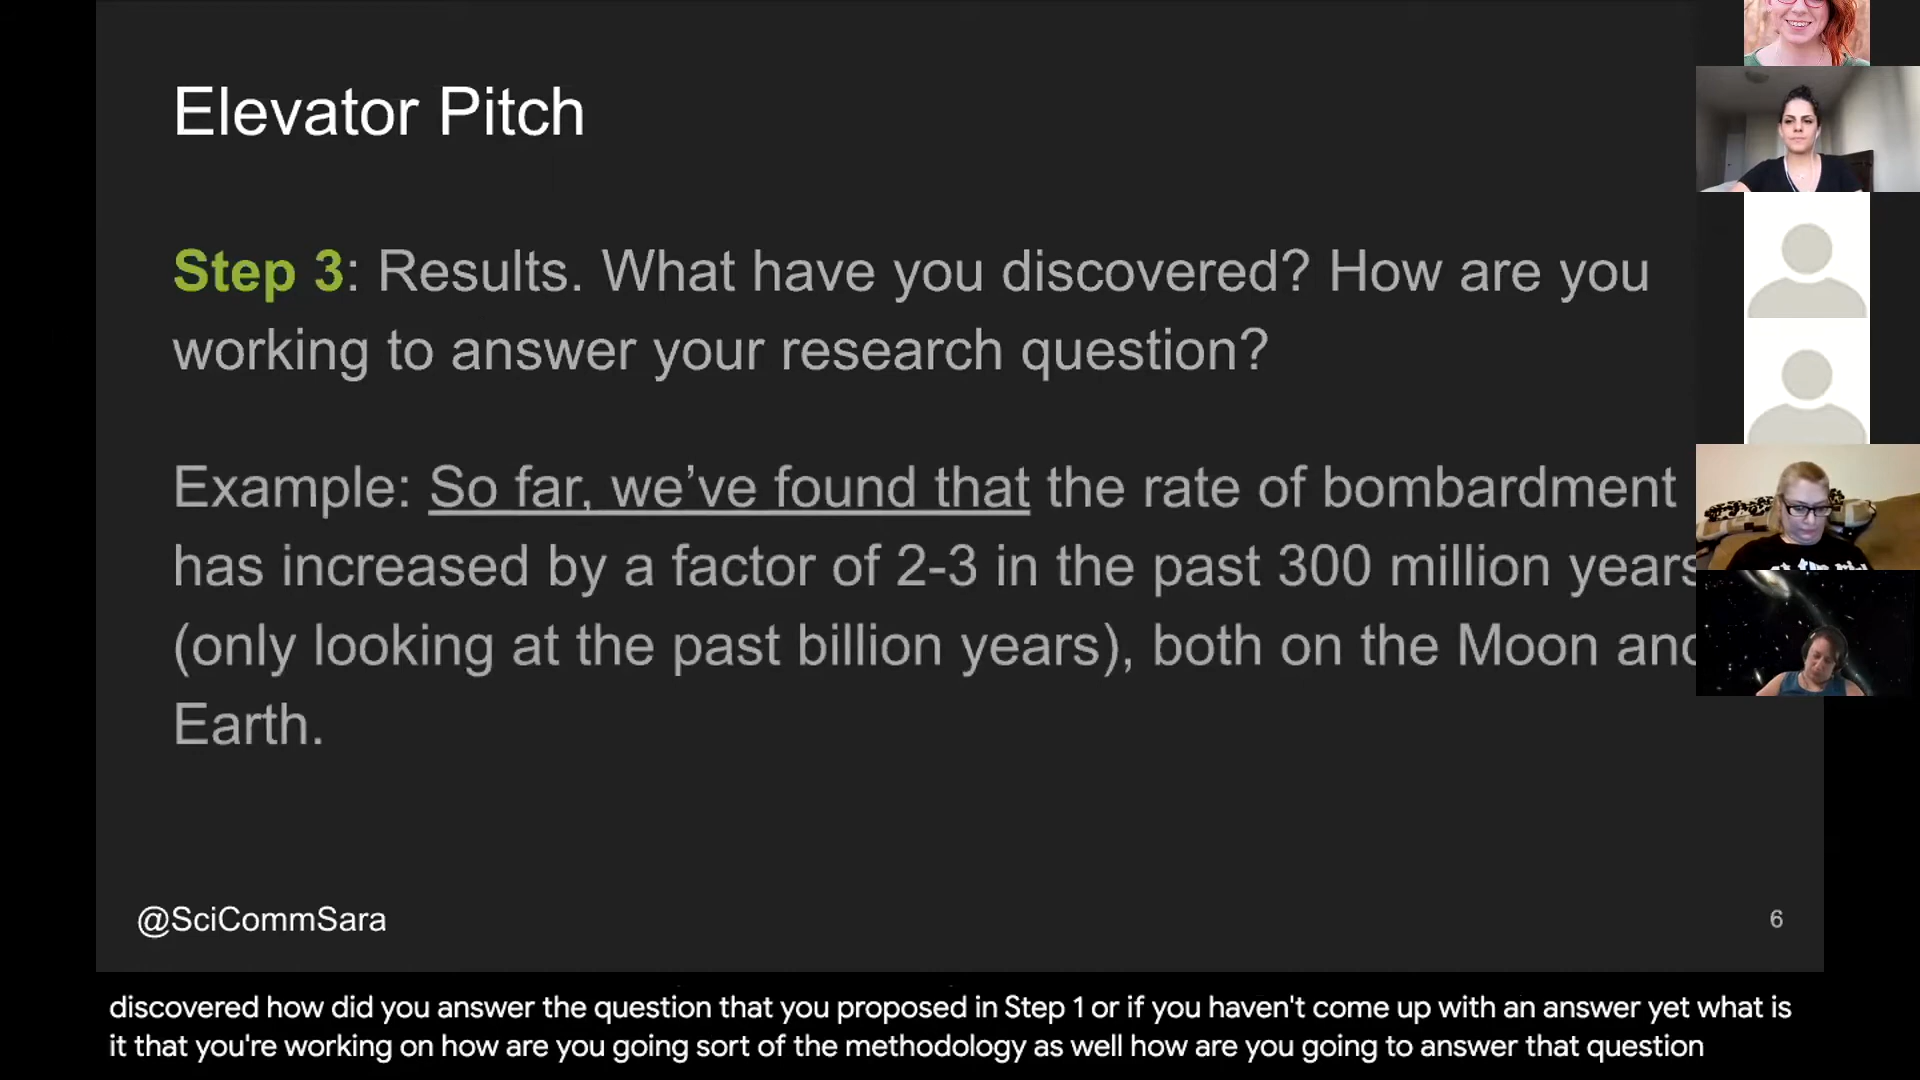 Elevator Pitch
Step 3: Results. What have you discovered? How are you
working to answer your research question?
Example: So far, we’ve found that the rate of bombardment
has increased by a factor of 2-3 in the past 300 million years
(only looking at the past billion years), both on the Moon and
Earth.
@SciCommSara
6
discovered how did you answer the question that you proposed in Step 1 or if you haven't come up with an answer yet what is
it that you're working on how are you going sort of the methodology as well how are you going to answer that question